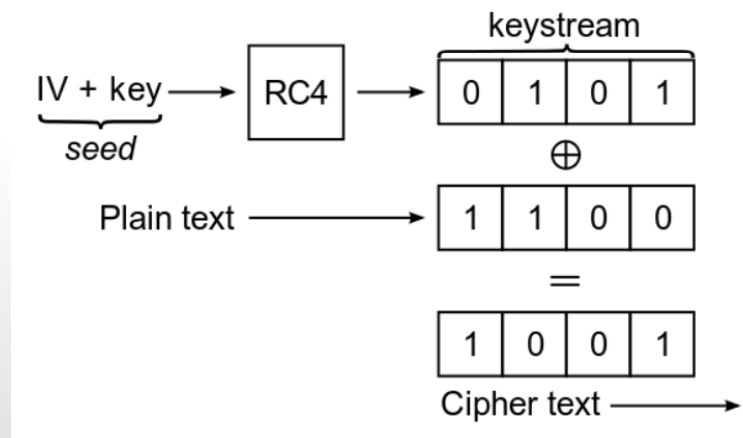 keystream
IV + key
RC4
0 1 0 1
seed
⊕
Plain text
1 1 0 0
=
1 0 0 1
Cipher text